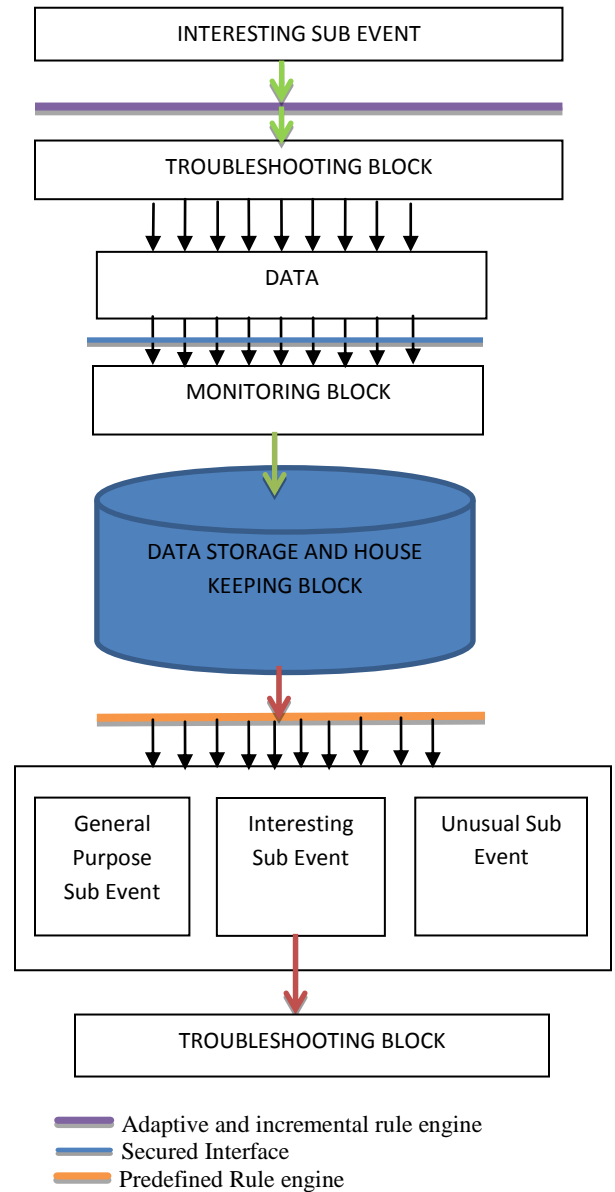 INTERESTING SUB EVENT
TROUBLESHOOTING BLOCK
DATA
MONITORING BLOCK
DATA STORAGE AND HOUSE
KEEPING BLOCK
General
Purpose
Sub Event
Interesting
Sub Event
Unusual Sub
Event
TROUBLESHOOTING BLOCK
Adaptive and incremental rule engine
Secured Interface
Predefined Rule engine